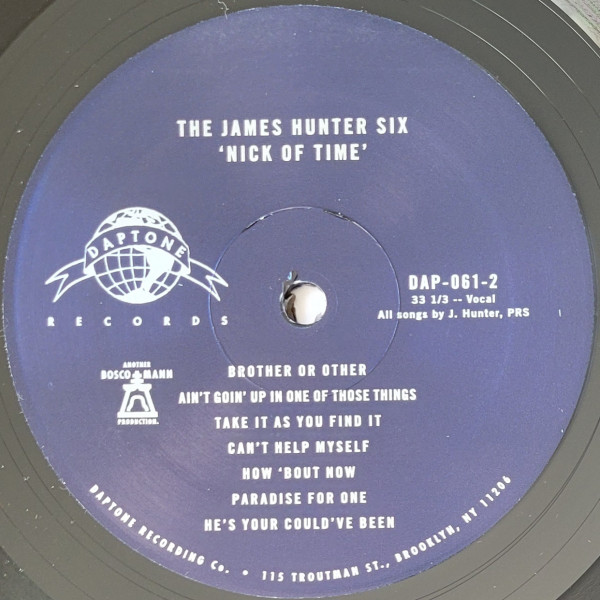 THE JAMES HUNTER SIX
'NICK OF TIME'
DAPTONE
RECORDS
DAP-061-2
33 1/3 -- Vocal
All songs by J. Hunter, PRS
ANOTHER
BOSCO MANN
PRODUCTION.
BROTHER OR OTHER
AIN'T GOIN' UP IN ONE OF THOSE THINGS
TAKE IT AS YOU FIND IT
CAN'T HELP MYSELF
HOW 'BOUT NOW
PARADISE FOR ONE
HE'S YOUR COULD'VE BEEN
DAPTONE RECORDING Co. • 115 TROUTMAN ST., BROOKLYN, NY 11206